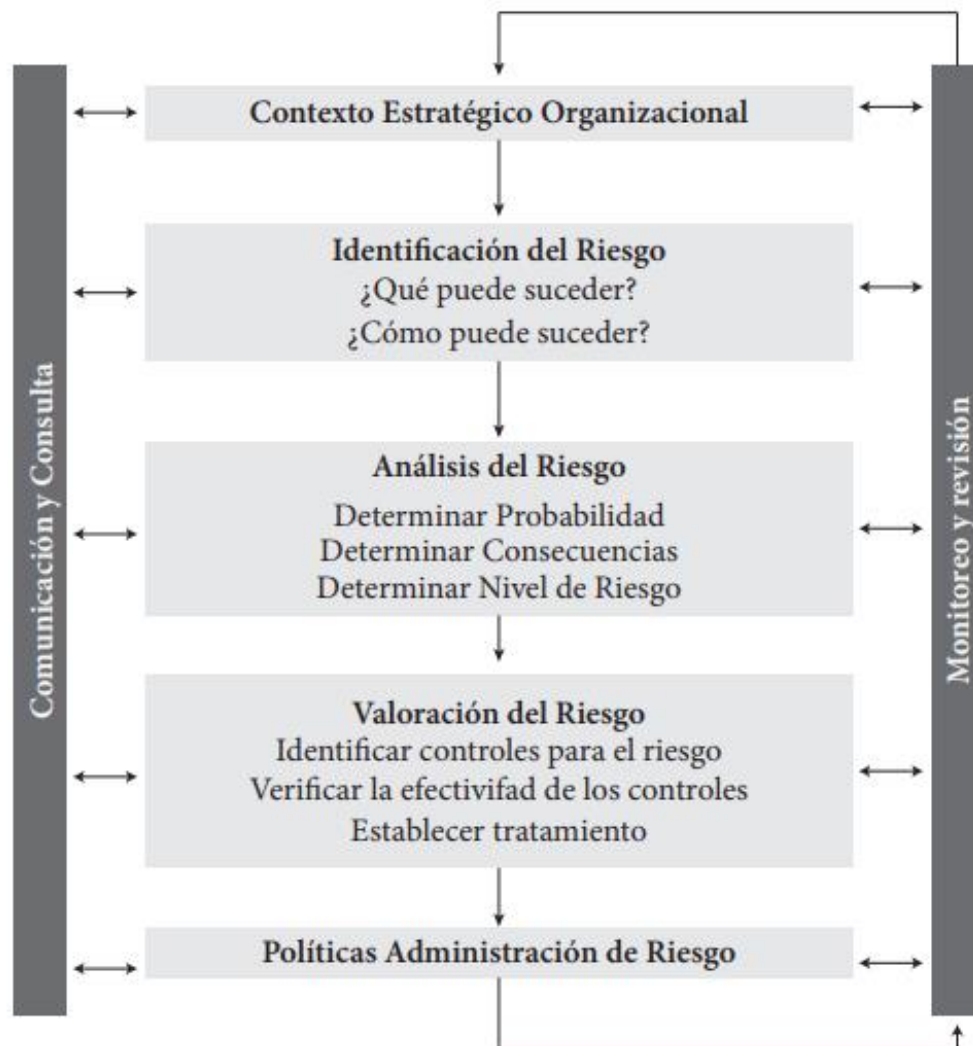 Contexto Estratégico Organizacional
Identificación del Riesgo
¿Qué puede suceder?
¿Cómo puede suceder?
Análisis del Riesgo
Determinar Probabilidad
Determinar Consecuencias
Determinar Nivel de Riesgo
Valoración del Riesgo
Identificar controles para el riesgo
Verificar la efectivifad de los controles
Establecer tratamiento
Políticas Administración de Riesgo
Comunicación y Consulta
Monitoreo y revisión